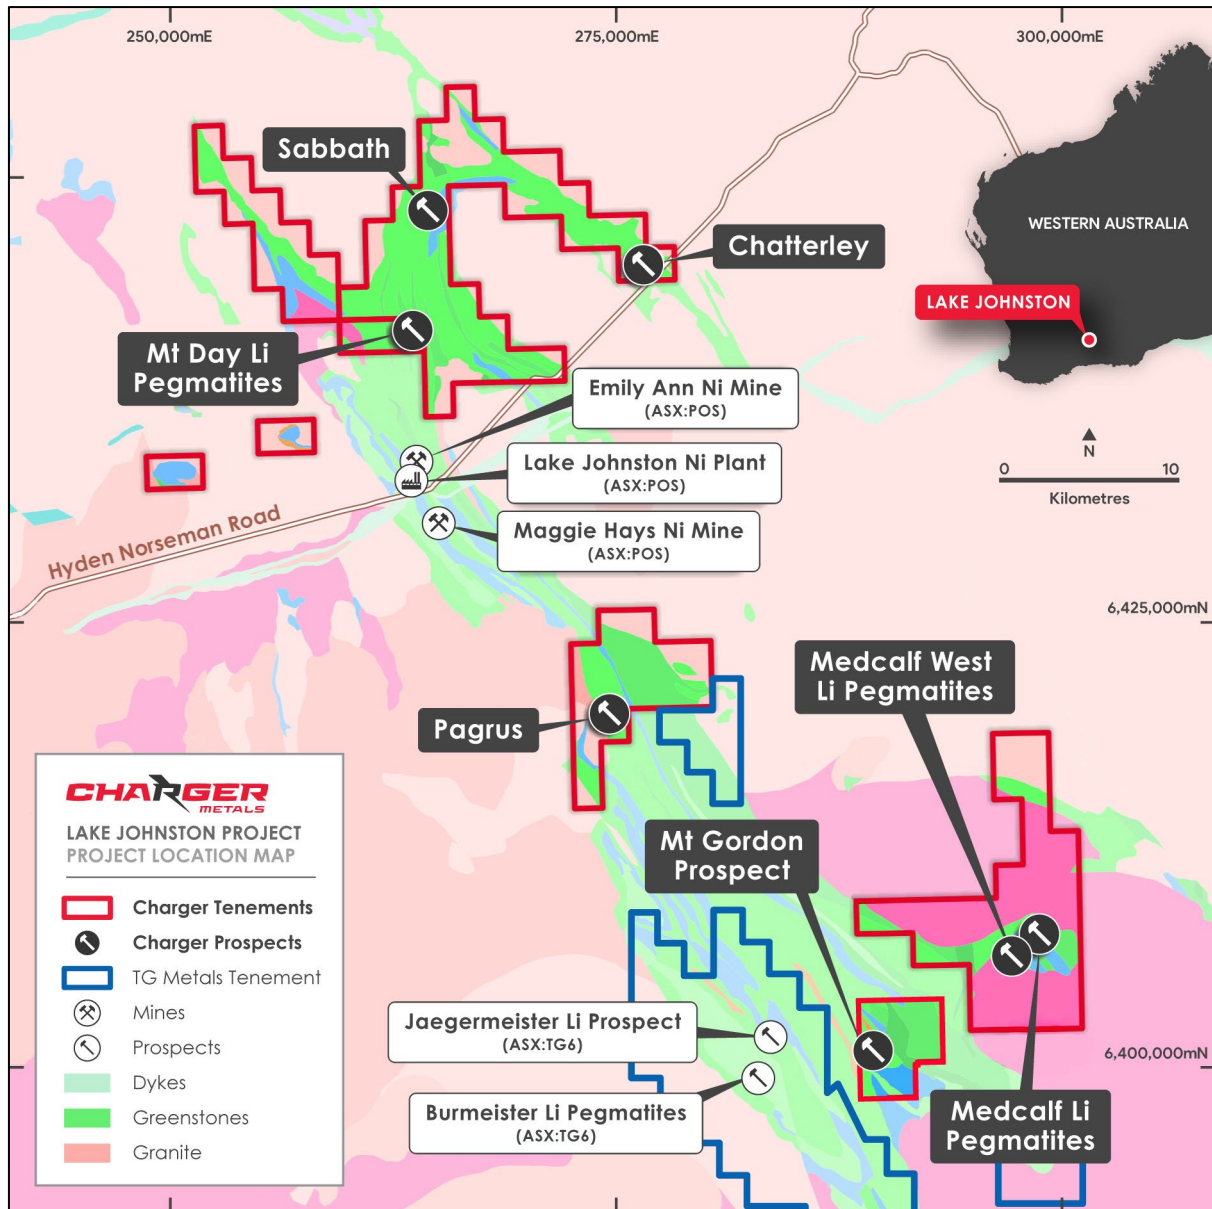 250,000mE
275,000mE
300,000mE
Sabbath
WESTERN AUSTRALIA
Chatterley
LAKE JOHNSTON
Mt Day Li
Pegmatites
Emily Ann Ni Mine
(ASX:POS)
N
0
10
Kilometres
Lake Johnston Ni Plant
(ASX:POS)
Hyden Norseman Road
Maggie Hays Ni Mine
(ASX:POS)
6,425,000mN
Medcalf West
Li Pegmatites
Pagrus
CHARGER
METALS
LAKE JOHNSTON PROJECT
PROJECT LOCATION MAP
Mt Gordon
Prospect
Charger Tenements
Charger Prospects
TG Metals Tenement
Mines
Prospects
Dykes
Greenstones
Granite
Jaegermeister Li Prospect
(ASX:TG6)
6,400,000mN
Burmeister Li Pegmatites
(ASX:TG6)
Medcalf Li
Pegmatites